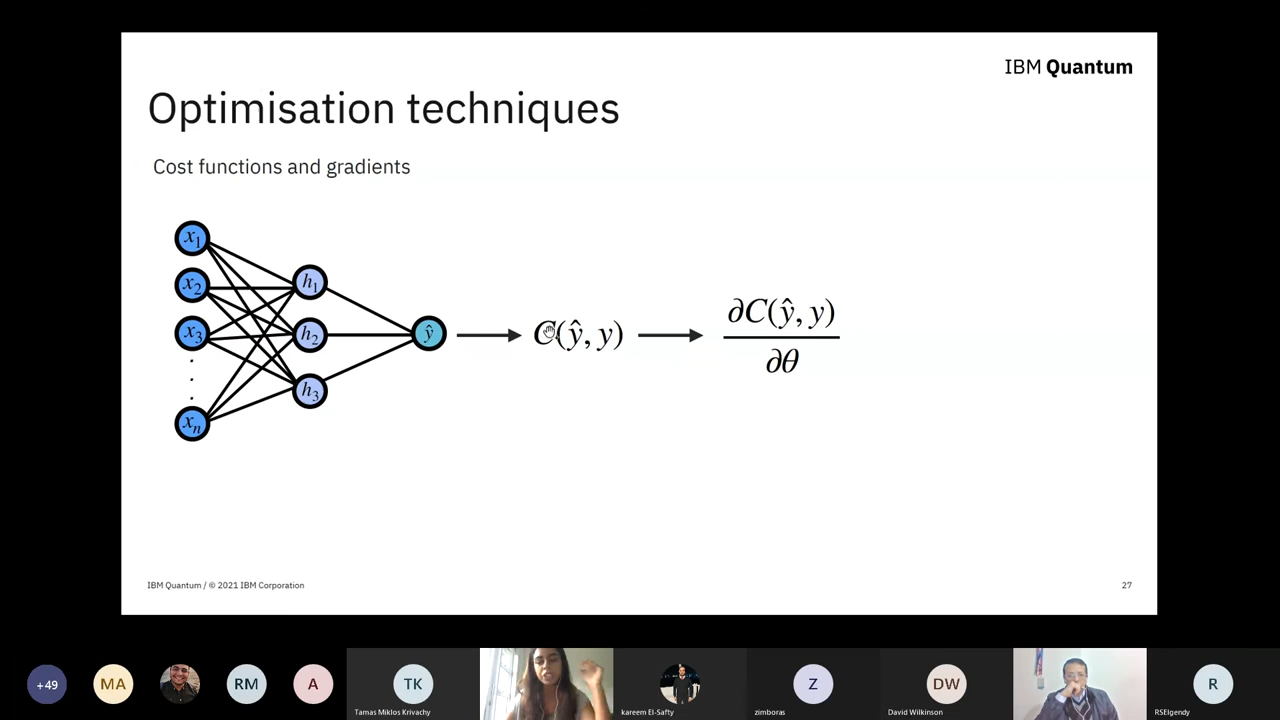 IBM Quantum
Optimisation techniques
Cost functions and gradients
x₁
x₂
x₃
xₙ
h₁
h₂
h₃
ŷ
C(ŷ, y)
∂C(ŷ, y)
∂θ
IBM Quantum / © 2021 IBM Corporation
27
+49
MA
RM
A
TK
Z
DW
R
Tamas Miklos Krivachy
kareem El-Safty
zimboras
David Wilkinson
RSElgendy